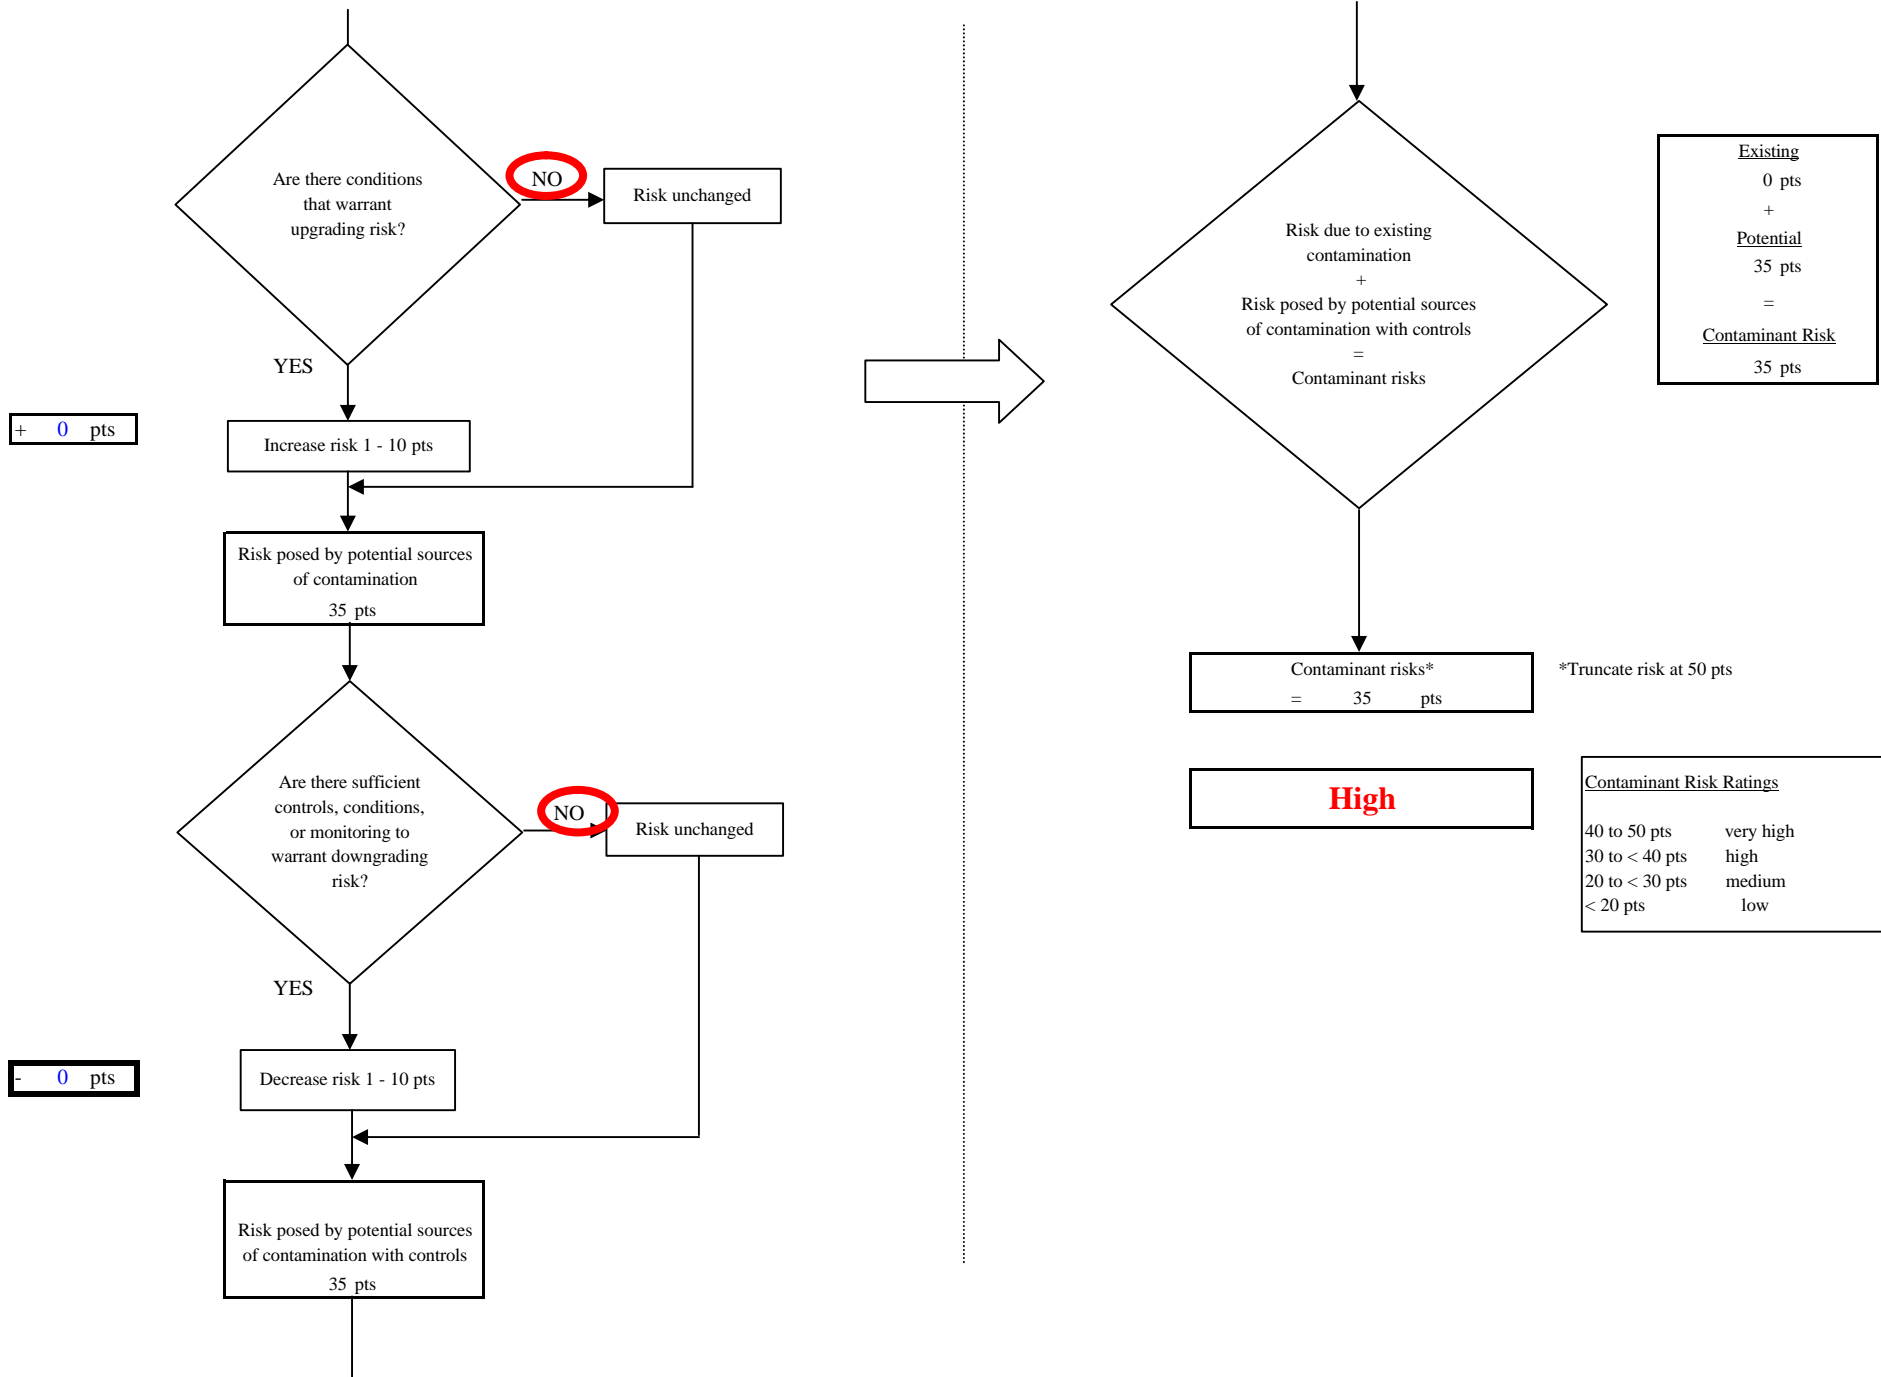 Are there conditions
that warrant
upgrading risk?
NO
Risk unchanged
YES
+ 0 pts
Increase risk 1 - 10 pts
Risk posed by potential sources
of contamination
35 pts
Are there sufficient
controls, conditions,
or monitoring to
warrant downgrading
risk?
NO
Risk unchanged
YES
- 0 pts
Decrease risk 1 - 10 pts
Risk posed by potential sources
of contamination with controls
35 pts
Risk due to existing
contamination
+
Risk posed by potential sources
of contamination with controls
=
Contaminant risks
Existing
0 pts
+
Potential
35 pts
=
Contaminant Risk
35 pts
Contaminant risks*
= 35 pts
*Truncate risk at 50 pts
High
Contaminant Risk Ratings
40 to 50 pts very high
30 to < 40 pts high
20 to < 30 pts medium
< 20 pts low